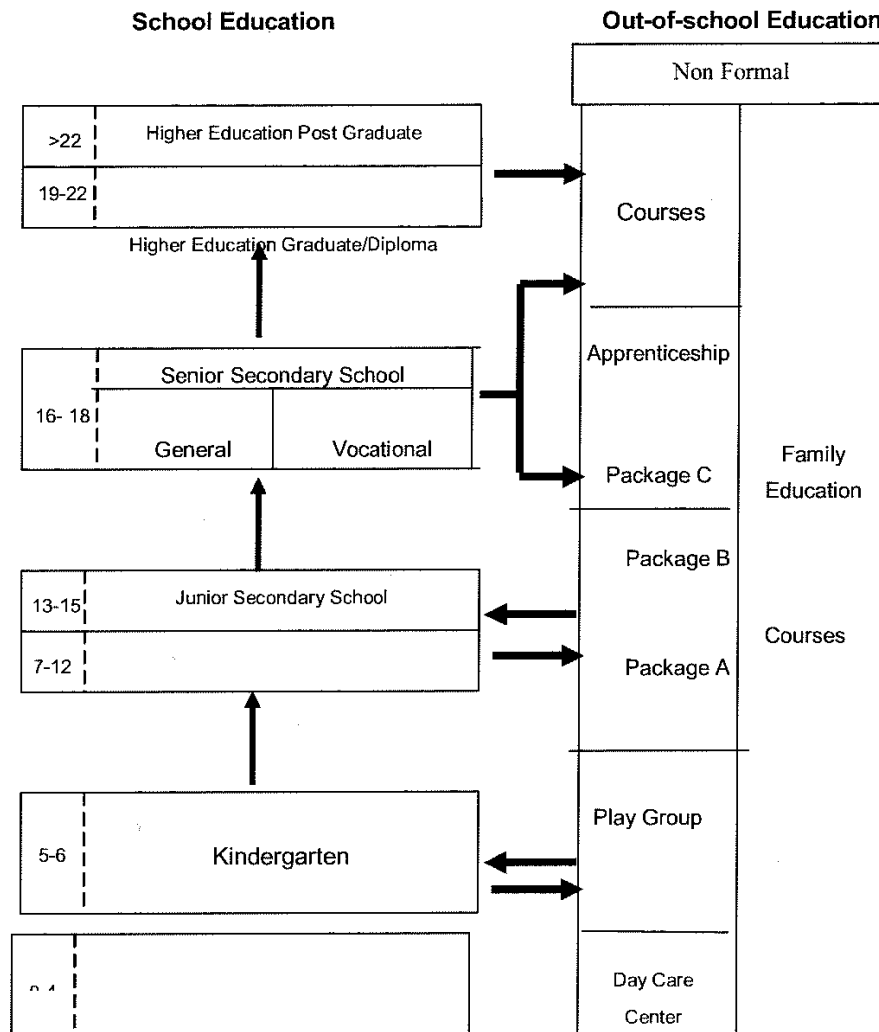 School Education
Out-of-school Education
Non Formal
>22
Higher Education Post Graduate
19-22
Higher Education Graduate/Diploma
Courses
16- 18
Senior Secondary School
General
Vocational
Apprenticeship
Package C
Family
Education
13-15
Junior Secondary School
7-12
Package B
Package A
Courses
5-6
Kindergarten
Play Group
Day Care
Center